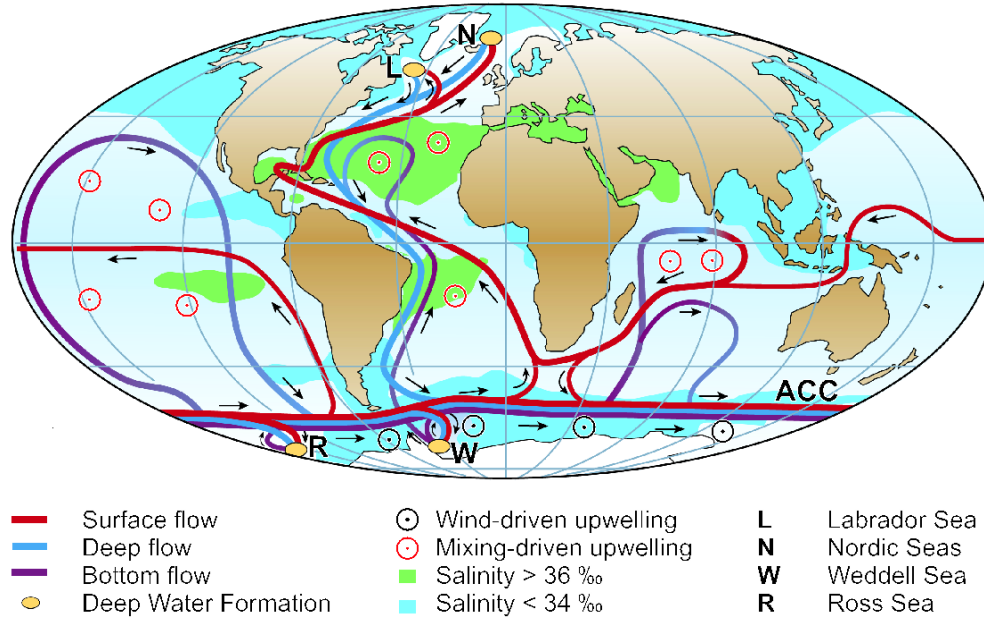 N
L
ACC
R
W
Surface flow
Deep flow
Bottom flow
Deep Water Formation
Wind-driven upwelling
Mixing-driven upwelling
Salinity > 36 ‰
Salinity < 34 ‰
L Labrador Sea
N Nordic Seas
W Weddell Sea
R Ross Sea